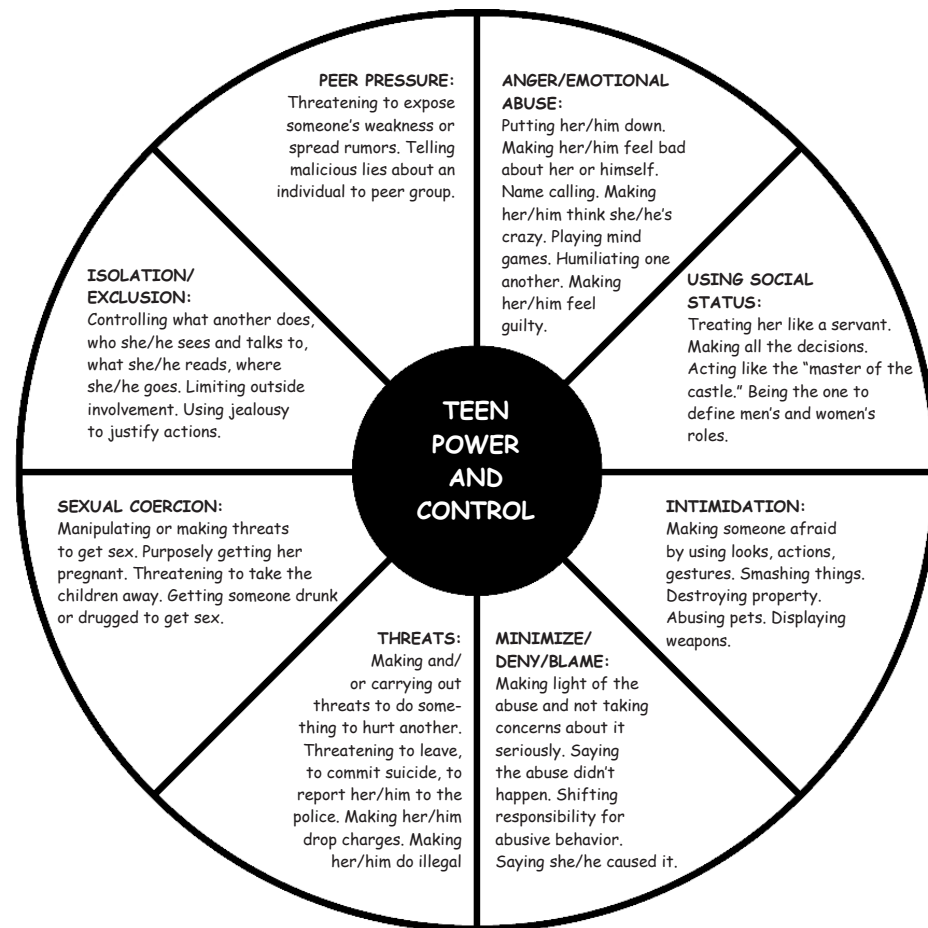 PEER PRESSURE:
Threatening to expose
someone's weakness or
spread rumors. Telling
malicious lies about an
individual to peer group.
ANGER/EMOTIONAL
ABUSE:
Putting her/him down.
Making her/him feel bad
about her or himself.
Name calling. Making
her/him think she/he's
crazy. Playing mind
games. Humiliating one
another. Making
her/him feel
guilty.
ISOLATION/
EXCLUSION:
Controlling what another does,
who she/he sees and talks to,
what she/he reads, where
she/he goes. Limiting outside
involvement. Using jealousy
to justify actions.
USING SOCIAL
STATUS:
Treating her like a servant.
Making all the decisions.
Acting like the “master of the
castle.” Being the one to
define men's and women's
roles.
TEEN
POWER
AND
CONTROL
SEXUAL COERCION:
Manipulating or making threats
to get sex. Purposely getting her
pregnant. Threatening to take the
children away. Getting someone drunk
or drugged to get sex.
INTIMIDATION:
Making someone afraid
by using looks, actions,
gestures. Smashing things.
Destroying property.
Abusing pets. Displaying
weapons.
THREATS:
Making and/
or carrying out
threats to do some-
thing to hurt another.
Threatening to leave,
to commit suicide, to
report her/him to the
police. Making her/him
drop charges. Making
her/him do illegal
MINIMIZE/
DENY/BLAME:
Making light of the
abuse and not taking
concerns about it
seriously. Saying
the abuse didn't
happen. Shifting
responsibility for
abusive behavior.
Saying she/he caused it.